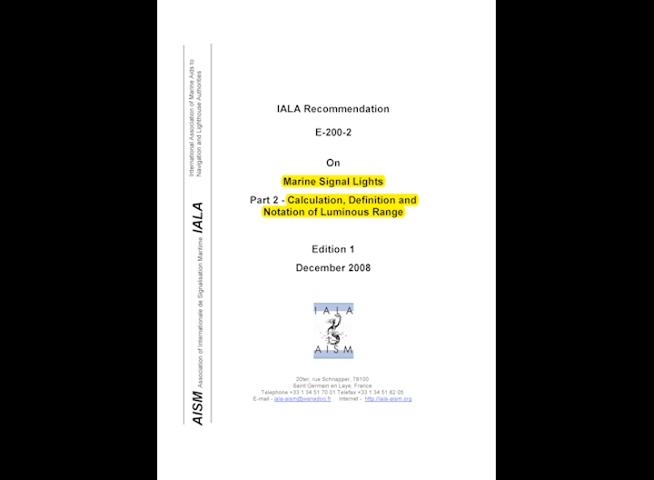 International Association of Marine Aids to
Navigation and Lighthouse Authorities
AISM Association of Internationale de Signalisation Maritime IALA
IALA Recommendation
E-200-2
On
Marine Signal Lights
Part 2 - Calculation, Definition and
Notation of Luminous Range
Edition 1
December 2008
IALA
AISM
20ter, rue Schnapper, 78100
Saint Germain en Laye, France
Telephone +33 1 34 51 70 01 Telefax +33 1 34 51 82 05
E-mail - iala-aism@wanadoo.fr Internet - http://iala-aism.org